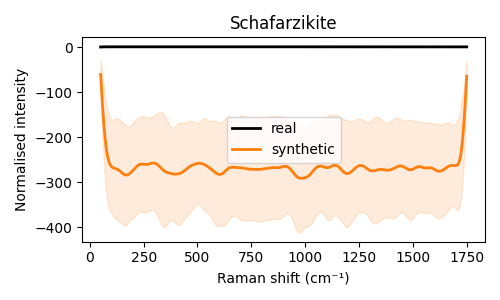 Schafarzikite
Normalised intensity
0
−100
−200
−300
−400
real
synthetic
0
250
500
750
1000
1250
1500
1750
Raman shift (cm⁻¹)